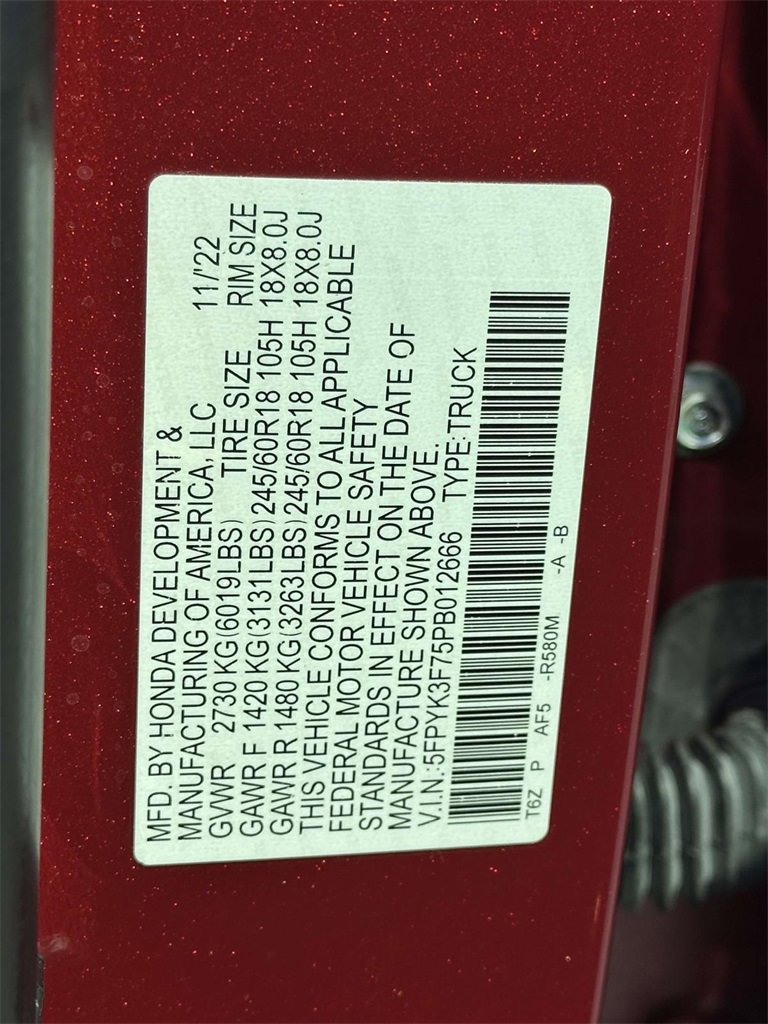 MFD. BY HONDA DEVELOPMENT &
MANUFACTURING OF AMERICA, LLC 11/'22
GVWR 2730 KG(6019LBS) TIRE SIZE RIM SIZE
GAWR F 1420 KG(3131LBS) 245/60R18 105H 18X8.0J
GAWR R 1480 KG(3263LBS) 245/60R18 105H 18X8.0J
THIS VEHICLE CONFORMS TO ALL APPLICABLE
FEDERAL MOTOR VEHICLE SAFETY
STANDARDS IN EFFECT ON THE DATE OF
MANUFACTURE SHOWN ABOVE.
V.I.N.:5FPYK3F75PB012666 TYPE:TRUCK
T6Z P AF5 -R580M -A -B